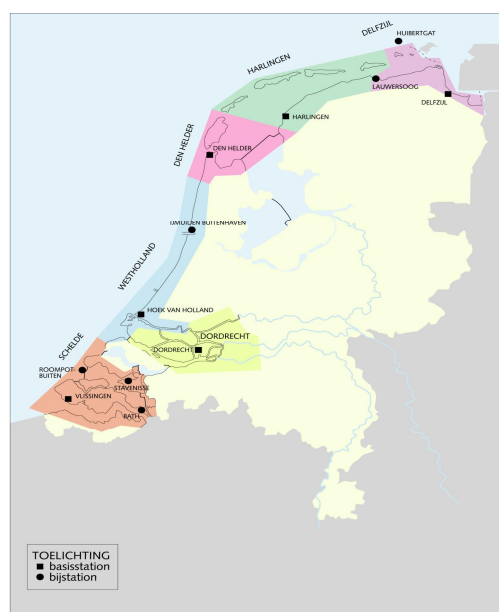 DELFZIJL
HUIBERTGAT
HARLINGEN
LAUWERSOOG
DELFZIJL
HARLINGEN
DEN HELDER
DEN HELDER
IJMUIDEN BUITENHAVEN
WESTHOLLAND
HOEK VAN HOLLAND
SCHELDE
DORDRECHT
DORDRECHT
ROOMPOT
BUITEN
STAVENISSE
VLISSINGEN
BATH
TOELICHTING
basisstation
bijstation